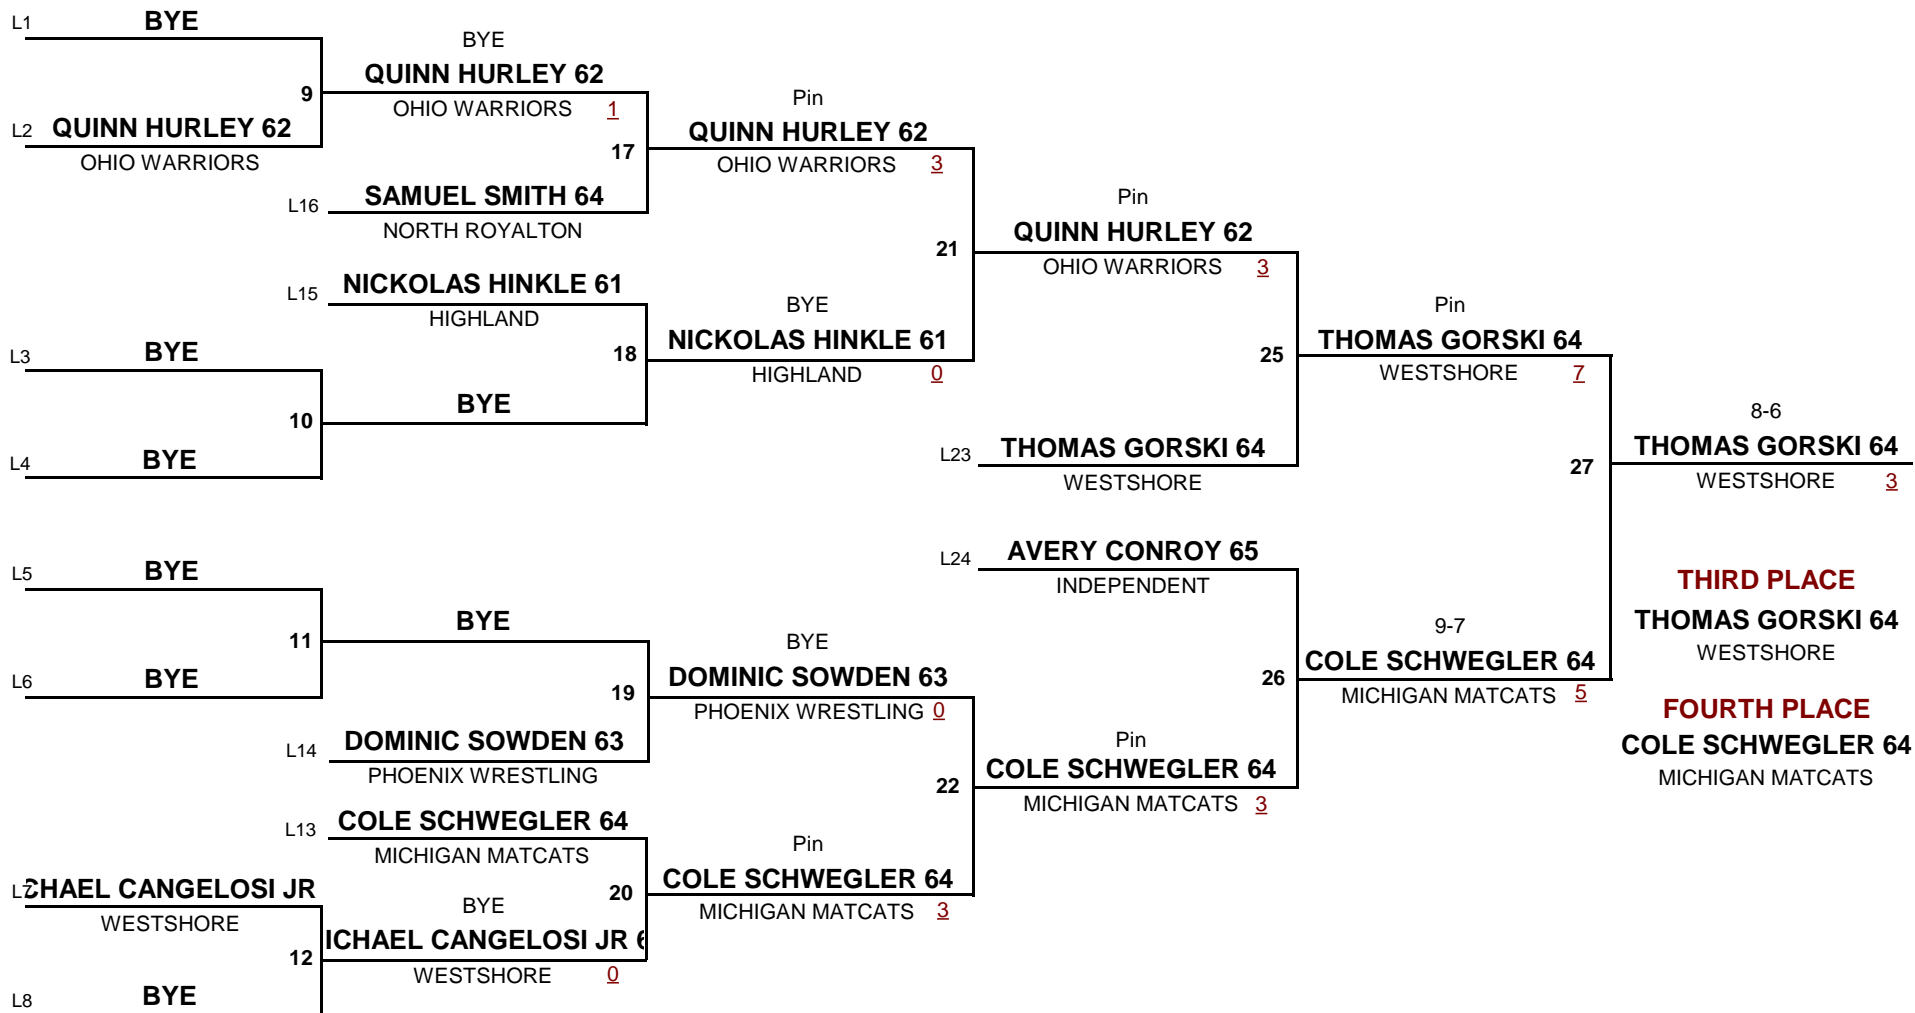 L1 BYE
BYE
QUINN HURLEY 62
9
OHIO WARRIORS 1
L2 QUINN HURLEY 62
OHIO WARRIORS
Pin
QUINN HURLEY 62
17
OHIO WARRIORS 3
L16 SAMUEL SMITH 64
NORTH ROYALTON
Pin
QUINN HURLEY 62
21
OHIO WARRIORS 3
L15 NICKOLAS HINKLE 61
HIGHLAND
BYE
NICKOLAS HINKLE 61
18
HIGHLAND 0
L3 BYE
10
BYE
L4 BYE
Pin
THOMAS GORSKI 64
25
WESTSHORE 7
L23 THOMAS GORSKI 64
WESTSHORE
8-6
THOMAS GORSKI 64
27
WESTSHORE 3
L5 BYE
11
BYE
L6 BYE
L24 AVERY CONROY 65
INDEPENDENT
9-7
COLE SCHWEGLER 64
26
MICHIGAN MATCATS 5
BYE
DOMINIC SOWDEN 63
19
PHOENIX WRESTLING 0
L14 DOMINIC SOWDEN 63
PHOENIX WRESTLING
Pin
COLE SCHWEGLER 64
22
MICHIGAN MATCATS 3
L13 COLE SCHWEGLER 64
MICHIGAN MATCATS
Pin
COLE SCHWEGLER 64
20
MICHIGAN MATCATS 3
L7 CHAEL CANGELOSI JR
WESTSHORE
BYE
ICHAEL CANGELOSI JR 6
12
WESTSHORE 0
L8 BYE
THIRD PLACE
THOMAS GORSKI 64
WESTSHORE
FOURTH PLACE
COLE SCHWEGLER 64
MICHIGAN MATCATS